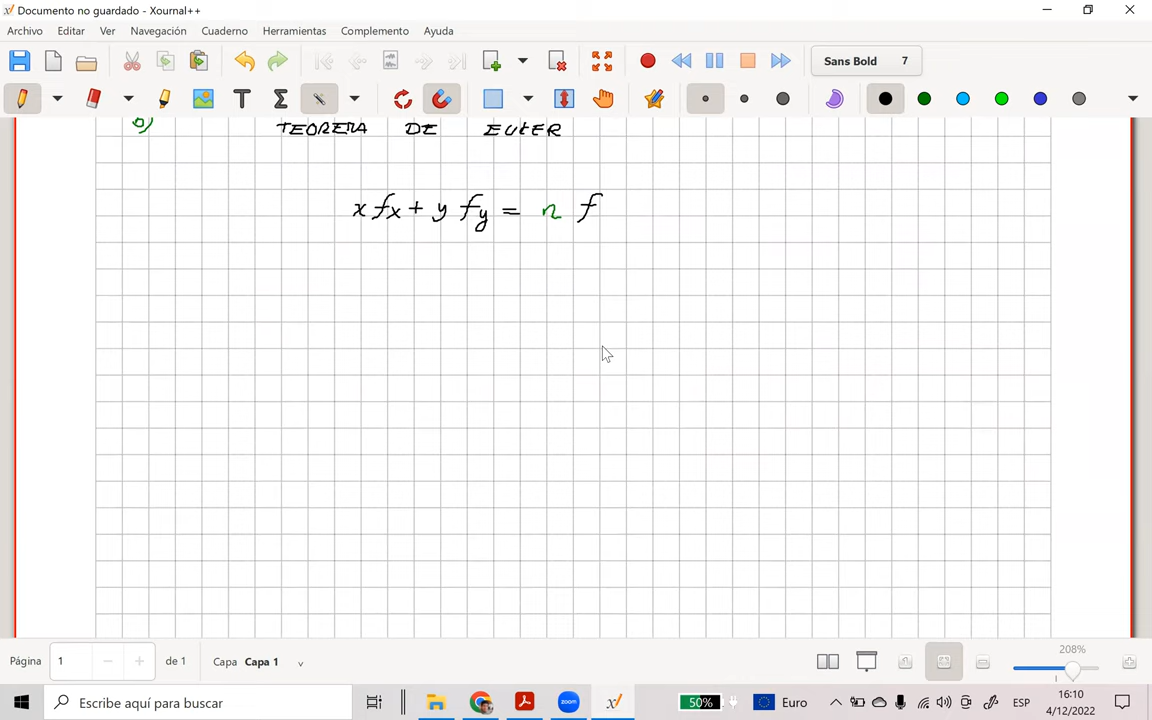 Documento no guardado - Xournal++
Archivo Editar Ver Navegación Cuaderno Herramientas Complemento Ayuda
Sans Bold 7
b)
TEOREMA DE EULER
x fx + y fy = n f
Página 1 de 1 Capa Capa 1
208%
Escribe aquí para buscar
zoom
50%
Euro
ESP
16:10
4/12/2022